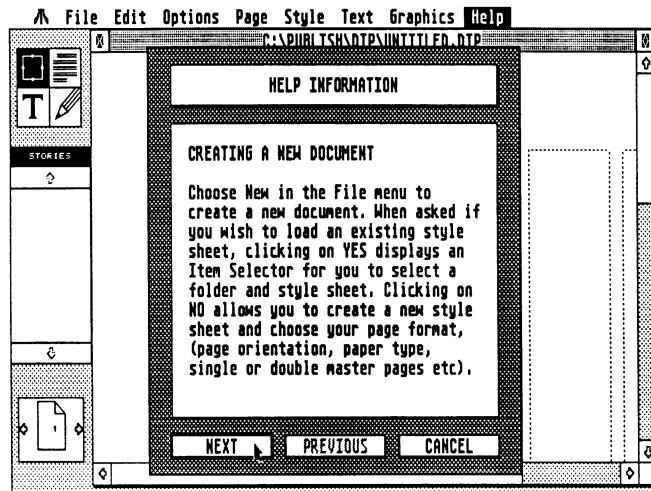 File Edit Options Page Style Text Graphics Help
C:\PUBLISH\DTP\UNTITLED.DTP
HELP INFORMATION
T
STORIES
CREATING A NEW DOCUMENT
Choose New in the File menu to
create a new document. When asked if
you wish to load an existing style
sheet, clicking on YES displays an
Item Selector for you to select a
folder and style sheet. Clicking on
NO allows you to create a new style
sheet and choose your page format,
(page orientation, paper type,
single or double master pages etc).
1
NEXT PREVIOUS CANCEL